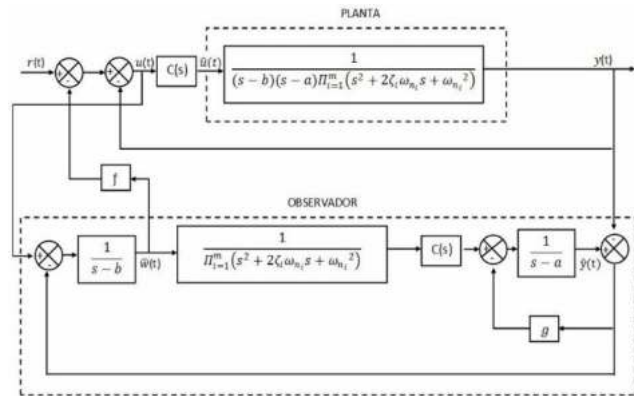 PLANTA
r(t)
u(t)
C(s)
û(t)
1
(s − b)(s − a)Π_{i=1}^{m}(s² + 2ζ_i ω_{n_i} s + ω_{n_i}²)
y(t)
f
OBSERVADOR
1
s − b
ŵ(t)
1
Π_{i=1}^{m}(s² + 2ζ_i ω_{n_i} s + ω_{n_i}²)
C(s)
1
s − a
ŷ(t)
g